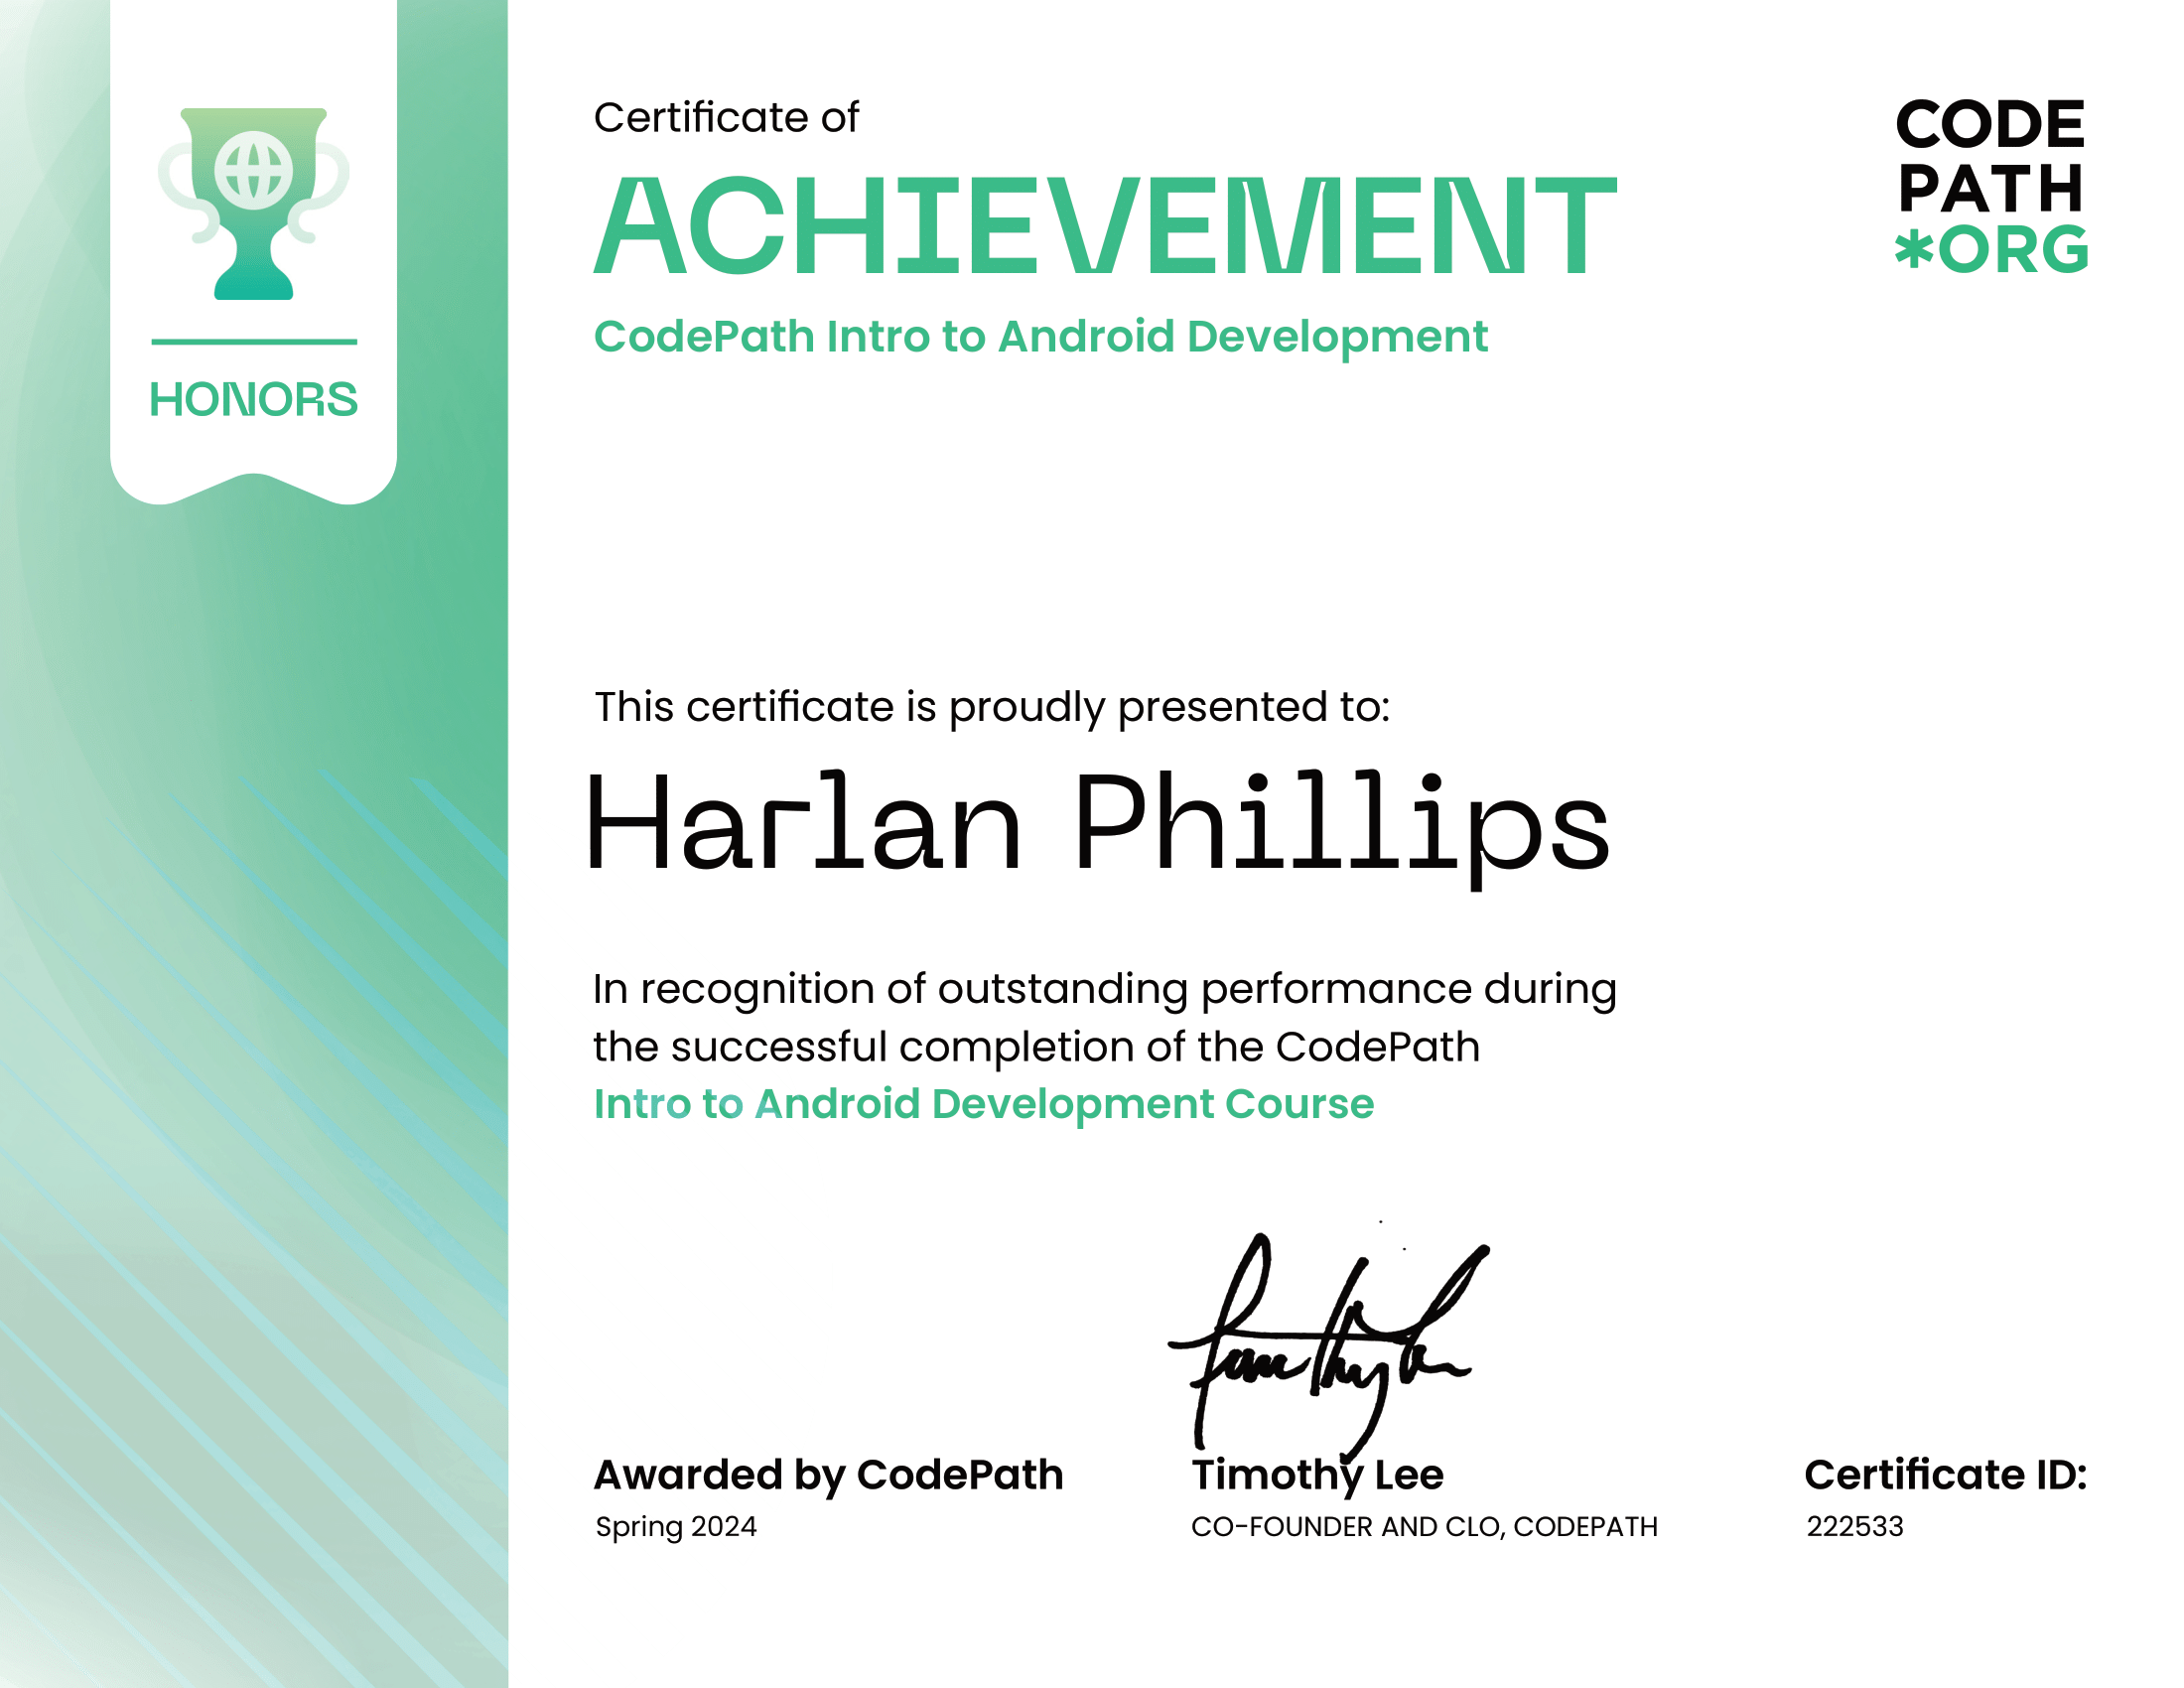 HONORS
Certificate of
ACHIEVEMENT
CodePath Intro to Android Development
CODE
PATH
*ORG
This certificate is proudly presented to:
Harlan Phillips
In recognition of outstanding performance during
the successful completion of the CodePath
Intro to Android Development Course
Timothy Lee
Awarded by CodePath
Spring 2024
Timothy Lee
CO-FOUNDER AND CLO, CODEPATH
Certificate ID:
222533